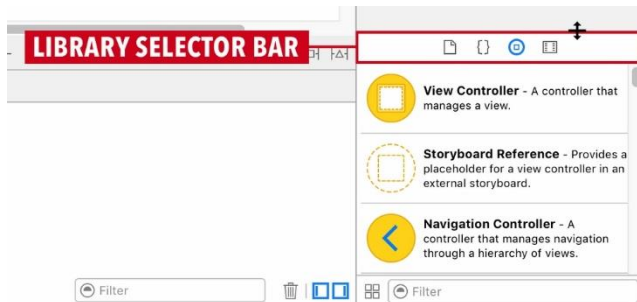 LIBRARY SELECTOR BAR
{}
View Controller - A controller that
manages a view.
Storyboard Reference - Provides a
placeholder for a view controller in an
external storyboard.
Navigation Controller - A
controller that manages navigation
through a hierarchy of views.
Filter
Filter